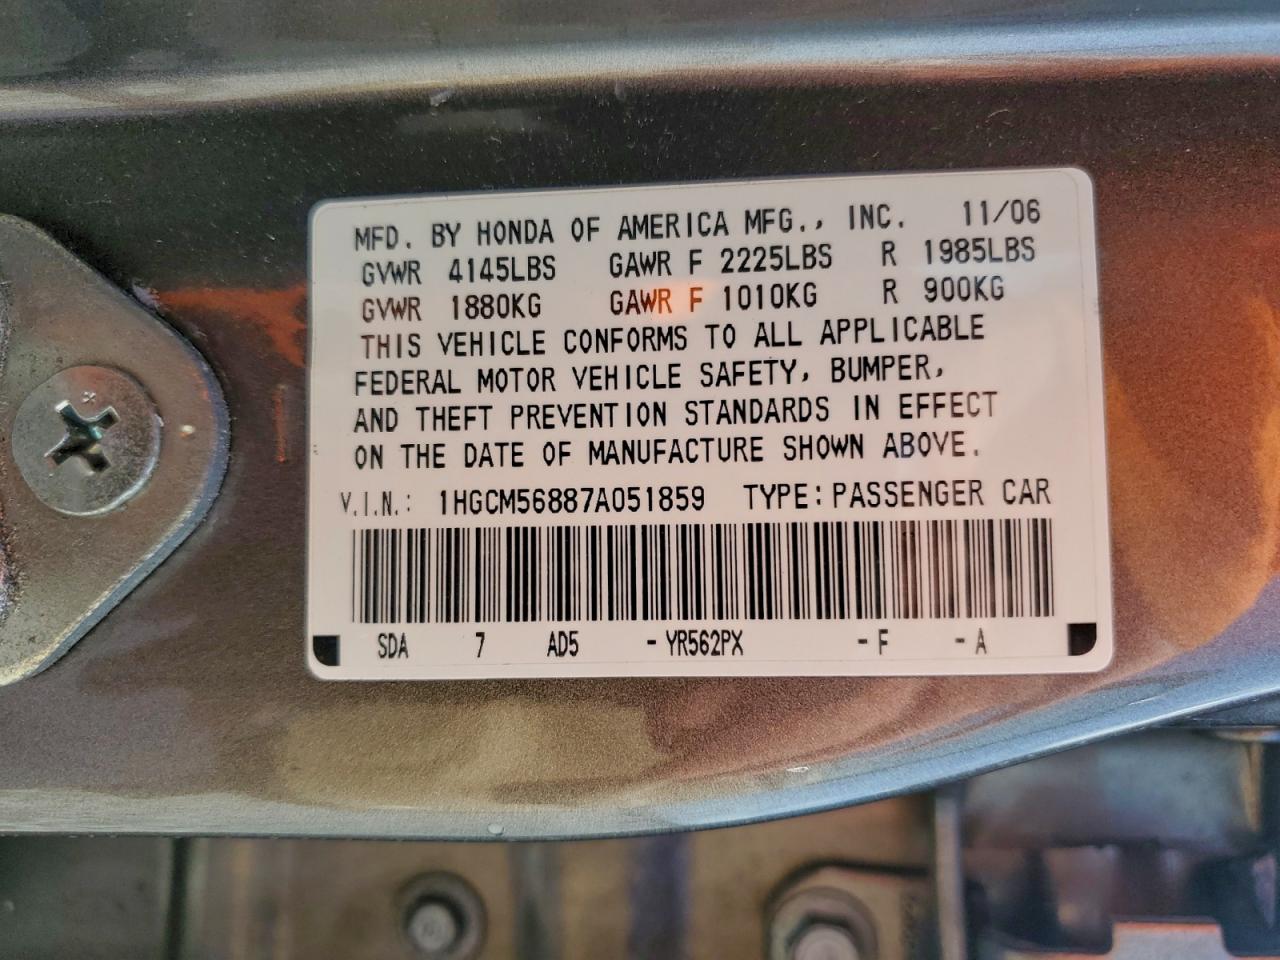 MFD. BY HONDA OF AMERICA MFG., INC. 11/06
GVWR 4145LBS GAWR F 2225LBS R 1985LBS
GVWR 1880KG GAWR F 1010KG R 900KG
THIS VEHICLE CONFORMS TO ALL APPLICABLE
FEDERAL MOTOR VEHICLE SAFETY, BUMPER,
AND THEFT PREVENTION STANDARDS IN EFFECT
ON THE DATE OF MANUFACTURE SHOWN ABOVE.
V.I.N.: 1HGCM56887A051859 TYPE: PASSENGER CAR
SDA 7 AD5 - YR562PX - F - A